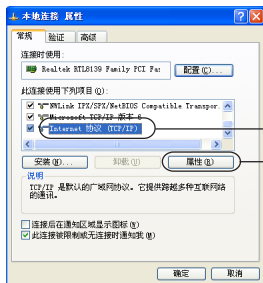 本地连接 属性
常规 验证 高级
连接时使用:
Realtek RTL8139 Family PCI Fa:
配置(C)...
此连接使用下列项目(O):
NWLink IPX/SPX/NetBIOS Compatible Transpor.
Microsoft TCP/IP 版本 6
Internet 协议 (TCP/IP)
安装(N)... 卸载(U) 属性(R)
说明
TCP/IP 是默认的广域网协议。它提供跨越多种互联网络
的通讯。
连接后在通知区域显示图标(W)
此连接被限制或无连接时通知我(M)
确定 取消